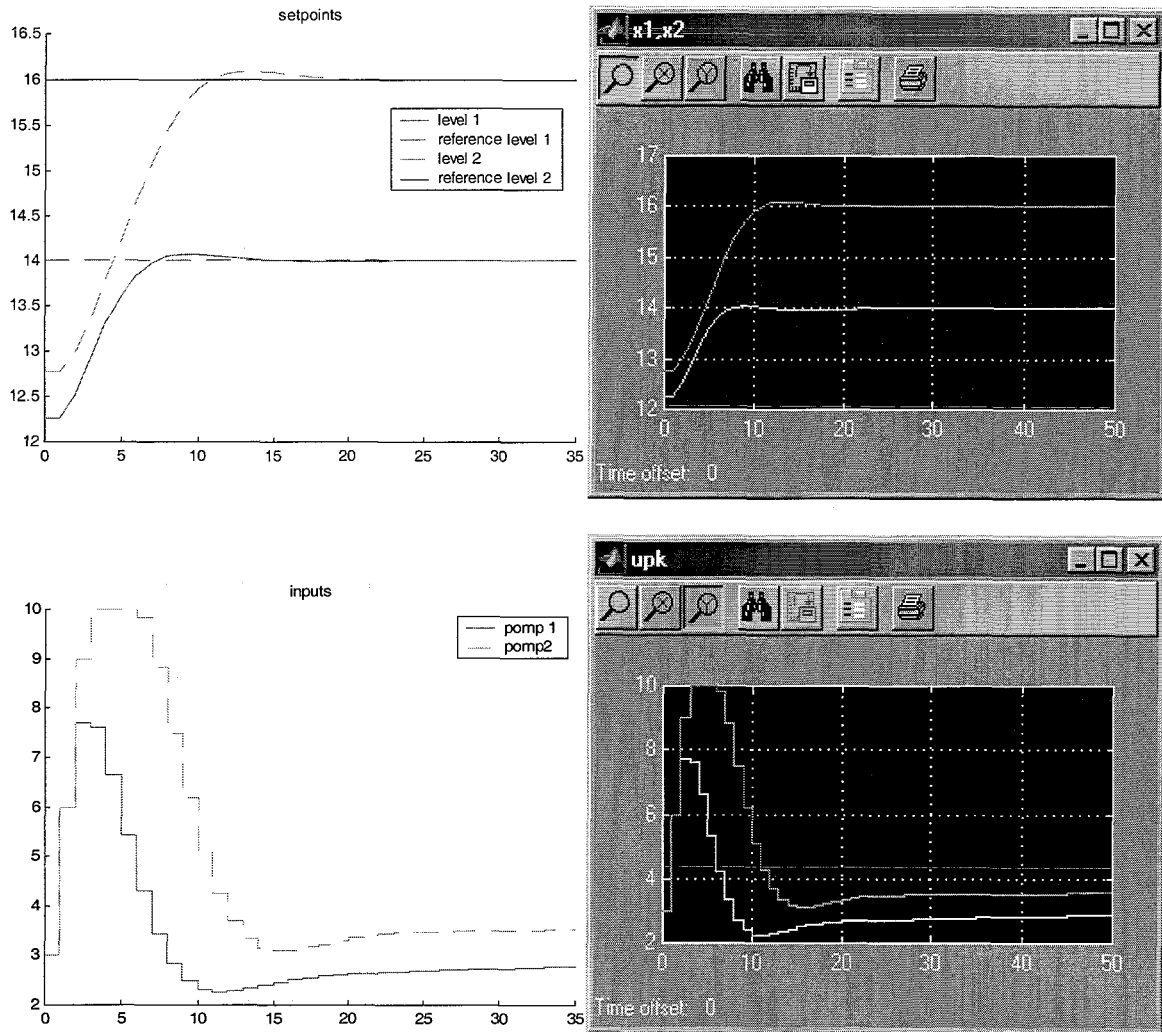 setpoints
16.5
16
15.5
15
14.5
14
13.5
13
12.5
12
0 5 10 15 20 25 30 35
level 1
reference level 1
level 2
reference level 2
x1,x2
17
16
15
14
13
12
0 10 20 30 40 50
Time offset: 0
inputs
10
9
8
7
6
5
4
3
2
0 5 10 15 20 25 30 35
pomp 1
pomp2
upk
10
8
6
4
2
0 10 20 30 40 50
Time offset: 0